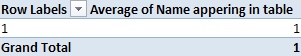 Row Labels Average of Name appering in table
1 1
Grand Total 1